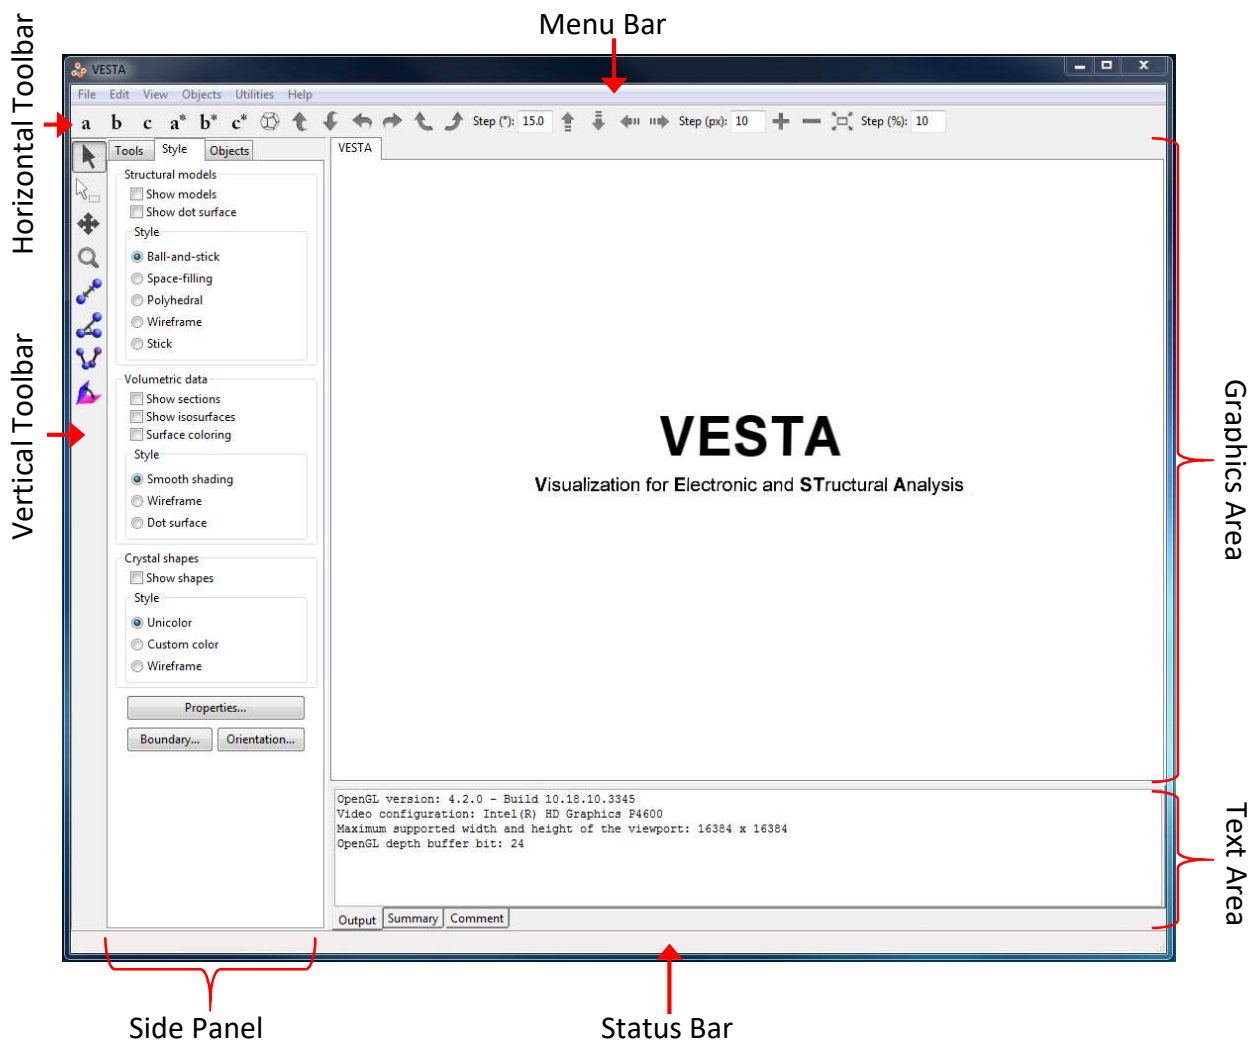 Menu Bar
Horizontal Toolbar
VESTA
File Edit View Objects Utilities Help
a b c a* b* c* Step (°): 15.0 Step (px): 10 Step (%): 10
Tools Style Objects
VESTA
Structural models
Show models
Show dot surface
Style
Ball-and-stick
Space-filling
Polyhedral
Wireframe
Stick
Vertical Toolbar
Volumetric data
Show sections
Show isosurfaces
Surface coloring
Style
Smooth shading
Wireframe
Dot surface
Crystal shapes
Show shapes
Style
Unicolor
Custom color
Wireframe
Properties...
Boundary... Orientation...
VESTA
Visualization for Electronic and STructural Analysis
Graphics Area
OpenGL version: 4.2.0 - Build 10.18.10.3345
Video configuration: Intel(R) HD Graphics P4600
Maximum supported width and height of the viewport: 16384 x 16384
OpenGL depth buffer bit: 24
Text Area
Output Summary Comment
Side Panel
Status Bar